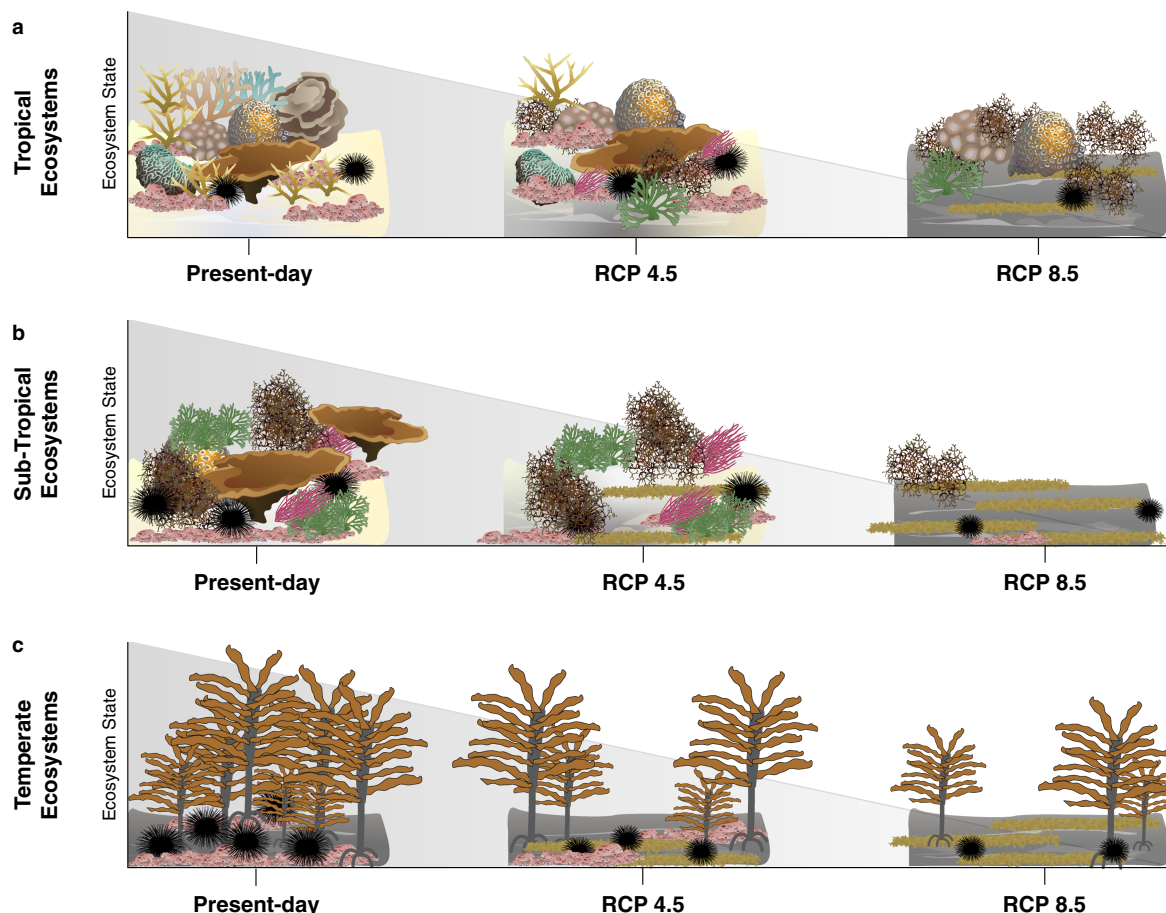 a
Tropical
Ecosystems
Ecosystem State
Present-day
RCP 4.5
RCP 8.5
b
Sub-Tropical
Ecosystems
Ecosystem State
Present-day
RCP 4.5
RCP 8.5
c
Temperate
Ecosystems
Ecosystem State
Present-day
RCP 4.5
RCP 8.5